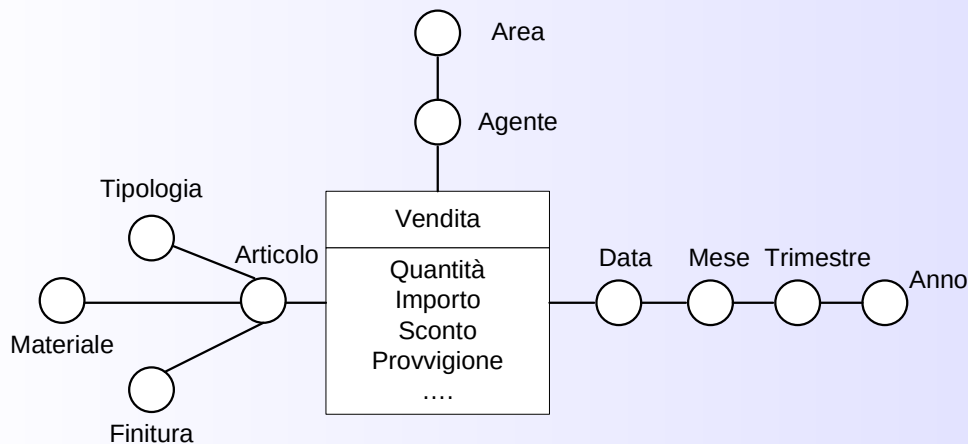 Area
Agente
Tipologia
Vendita
Articolo
Data
Mese
Trimestre
Anno
Quantità
Importo
Sconto
Provvigione
....
Materiale
Finitura